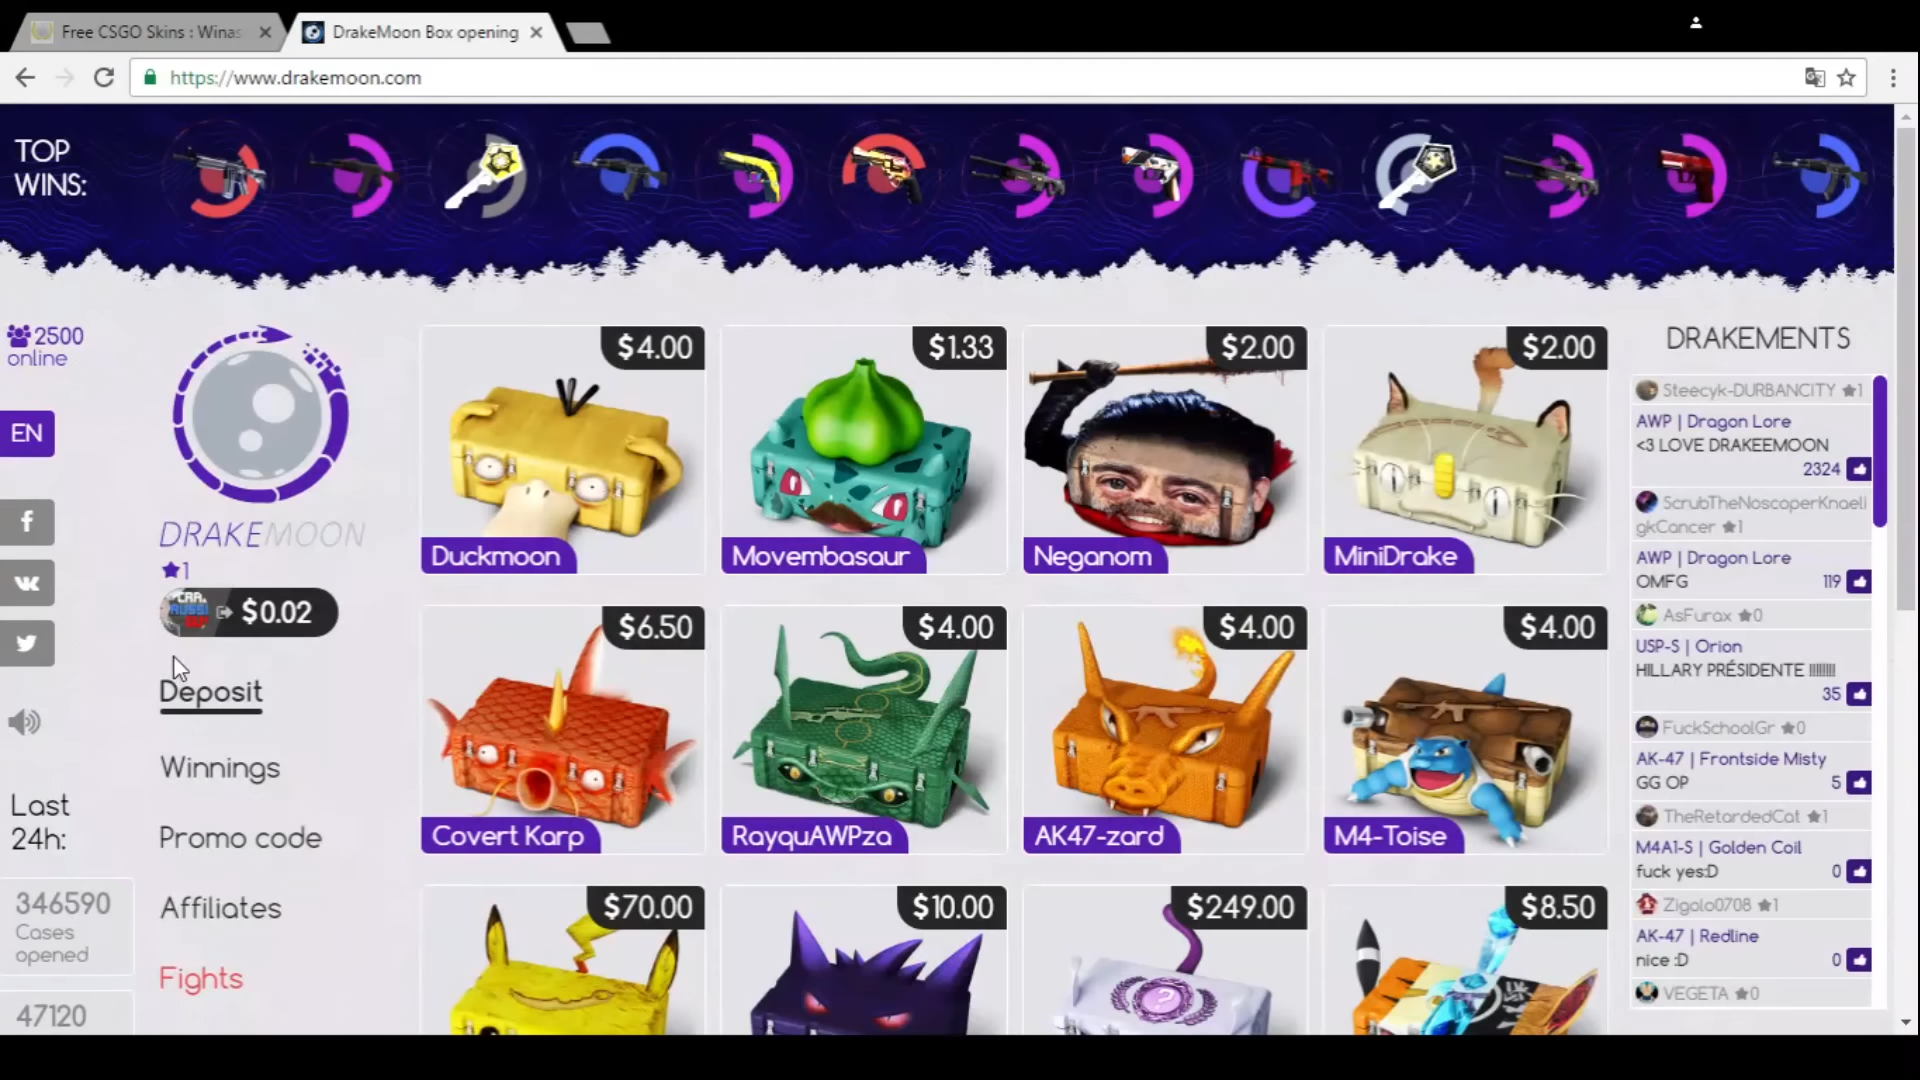 Free CSGO Skins : Winas
DrakeMoon Box opening
https://www.drakemoon.com
TOP
WINS:
2500
online
EN
DRAKEMOON
1
$0.02
Deposit
Winnings
Promo code
Affiliates
Fights
Last
24h:
346590
Cases
opened
47120
$4.00
Duckmoon
$1.33
Movembasaur
$2.00
Neganom
$2.00
MiniDrake
$6.50
Covert Karp
$4.00
RayquAWPza
$4.00
AK47-zard
$4.00
M4-Toise
$70.00
$10.00
$249.00
?
$8.50
DRAKEMENTS
Steecyk-DURBANCITY ★1
AWP | Dragon Lore
<3 LOVE DRAKEEMOON
2324
ScrubTheNoscoperKnaell
gkCancer ★1
AWP | Dragon Lore
OMFG 119
AsFurax ★0
USP-S | Orion
HILLARY PRÉSIDENTE !!!!!!!!!
35
FuckSchoolGr ★0
AK-47 | Frontside Misty
GG OP 5
TheRetardedCat ★1
M4A1-S | Golden Coil
fuck yes:D 0
Zigolo0708 ★1
AK-47 | Redline
nice :D 0
VEGETA ★0